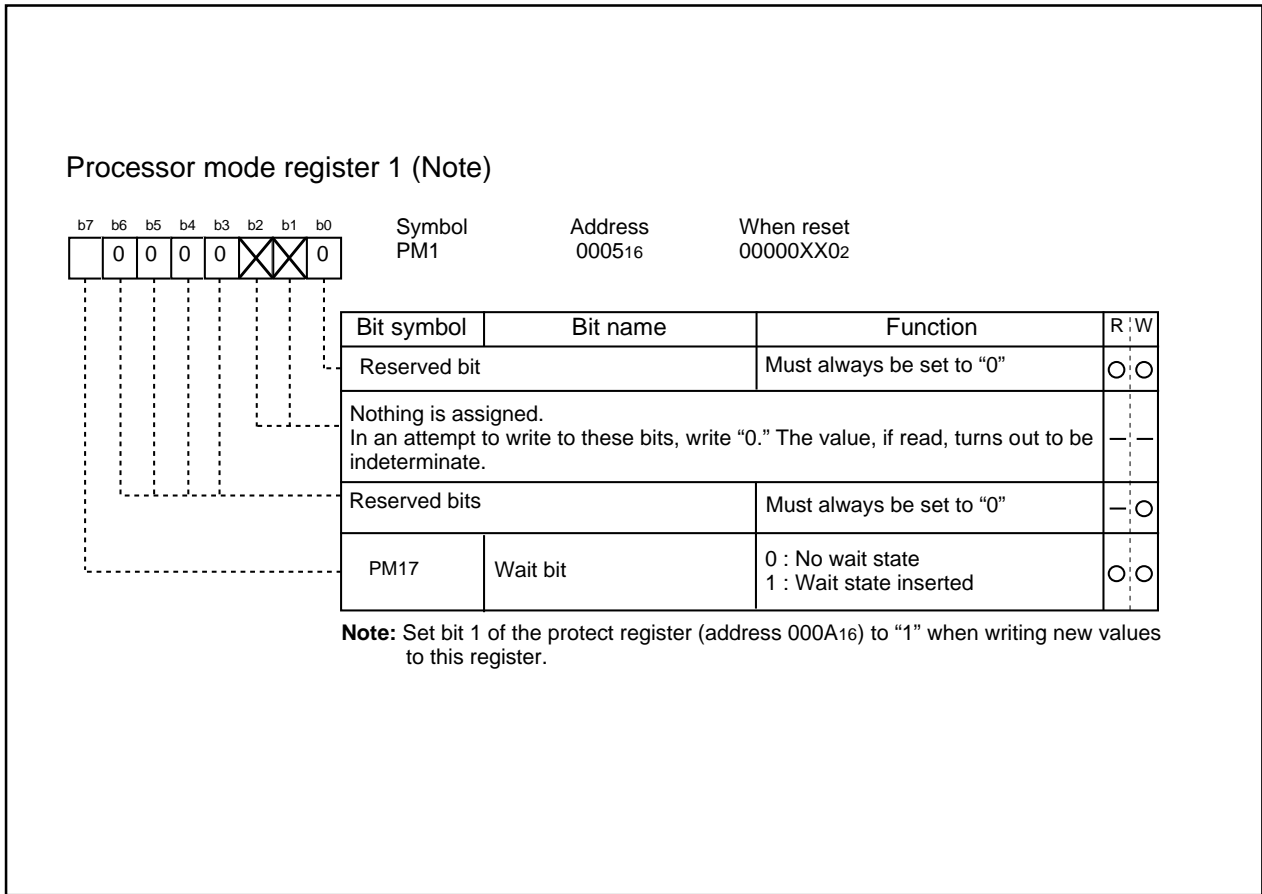 Processor mode register 1 (Note)
b7 b6 b5 b4 b3 b2 b1 b0
0 0 0 0 0
Symbol Address When reset
PM1 000516 00000XX02
Bit symbol Bit name Function R W
Reserved bit Must always be set to “0”
Nothing is assigned.
In an attempt to write to these bits, write “0.” The value, if read, turns out to be
indeterminate.
Reserved bits Must always be set to “0”
PM17 Wait bit 0 : No wait state
1 : Wait state inserted
Note: Set bit 1 of the protect register (address 000A16) to “1” when writing new values
to this register.